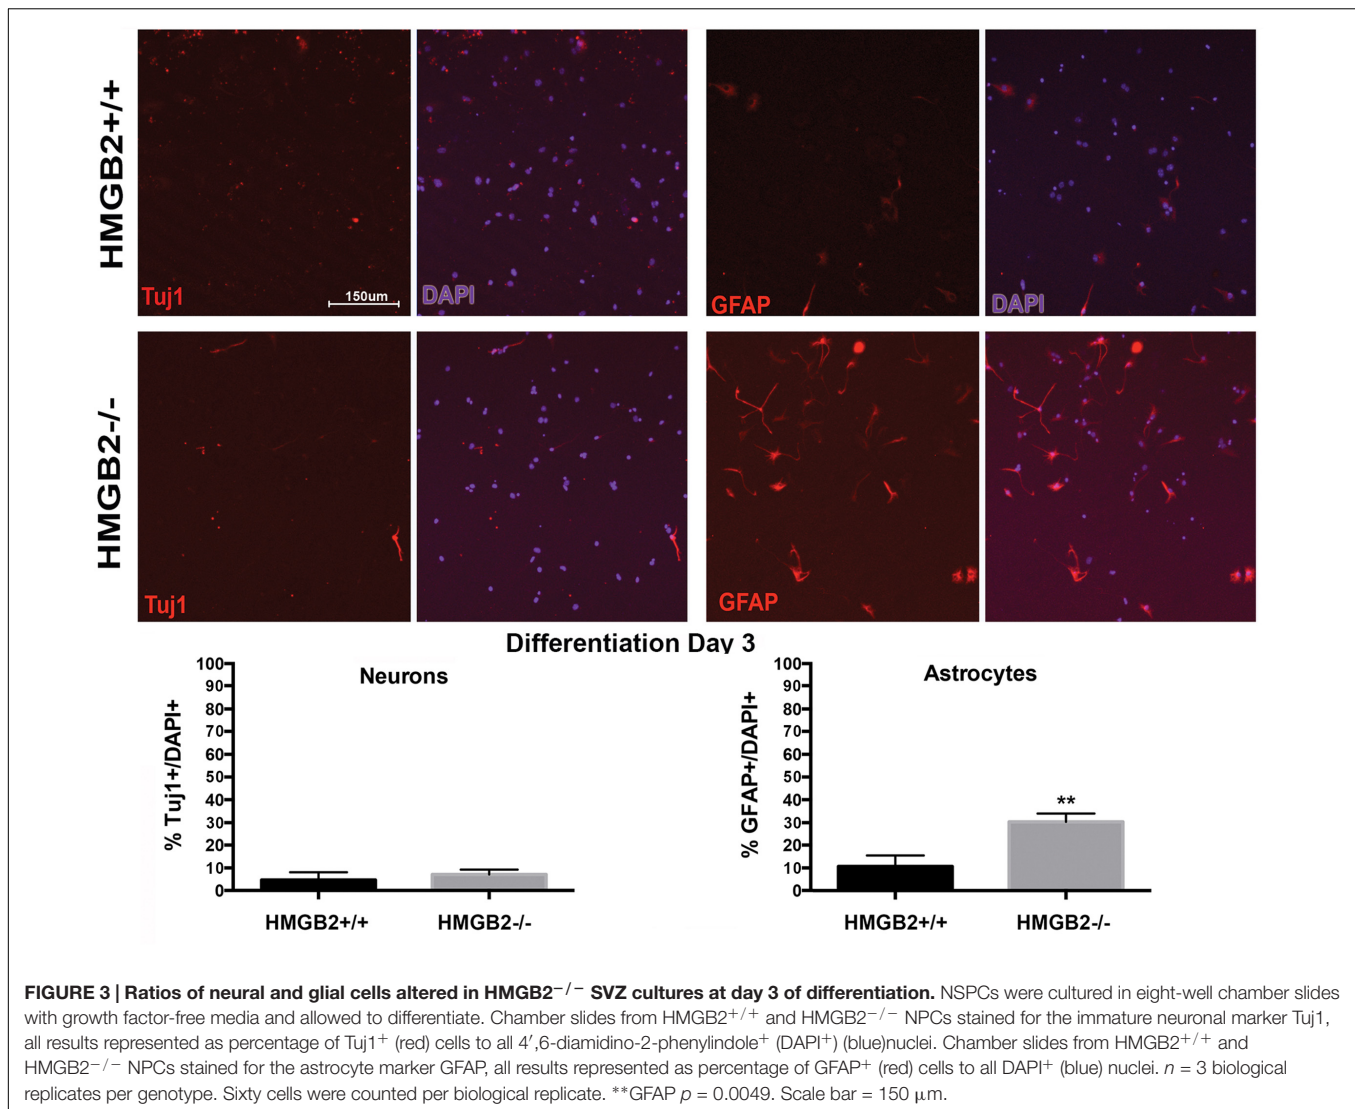 HMGB2+/+
Tuj1
150um
DAPI
GFAP
DAPI
HMGB2-/-
Tuj1
GFAP
Differentiation Day 3
Neurons
% Tuj1+/DAPI+
100
90
80
70
60
50
40
30
20
10
0
HMGB2+/+
HMGB2-/-
Astrocytes
% GFAP+/DAPI+
100
90
80
70
60
50
40
30
20
10
0
**
HMGB2+/+
HMGB2-/-
FIGURE 3 | Ratios of neural and glial cells altered in HMGB2−/− SVZ cultures at day 3 of differentiation. NSPCs were cultured in eight-well chamber slides
with growth factor-free media and allowed to differentiate. Chamber slides from HMGB2+/+ and HMGB2−/− NPCs stained for the immature neuronal marker Tuj1,
all results represented as percentage of Tuj1+ (red) cells to all 4′,6-diamidino-2-phenylindole+ (DAPI+) (blue)nuclei. Chamber slides from HMGB2+/+ and
HMGB2−/− NPCs stained for the astrocyte marker GFAP, all results represented as percentage of GFAP+ (red) cells to all DAPI+ (blue) nuclei. n = 3 biological
replicates per genotype. Sixty cells were counted per biological replicate. **GFAP p = 0.0049. Scale bar = 150 μm.